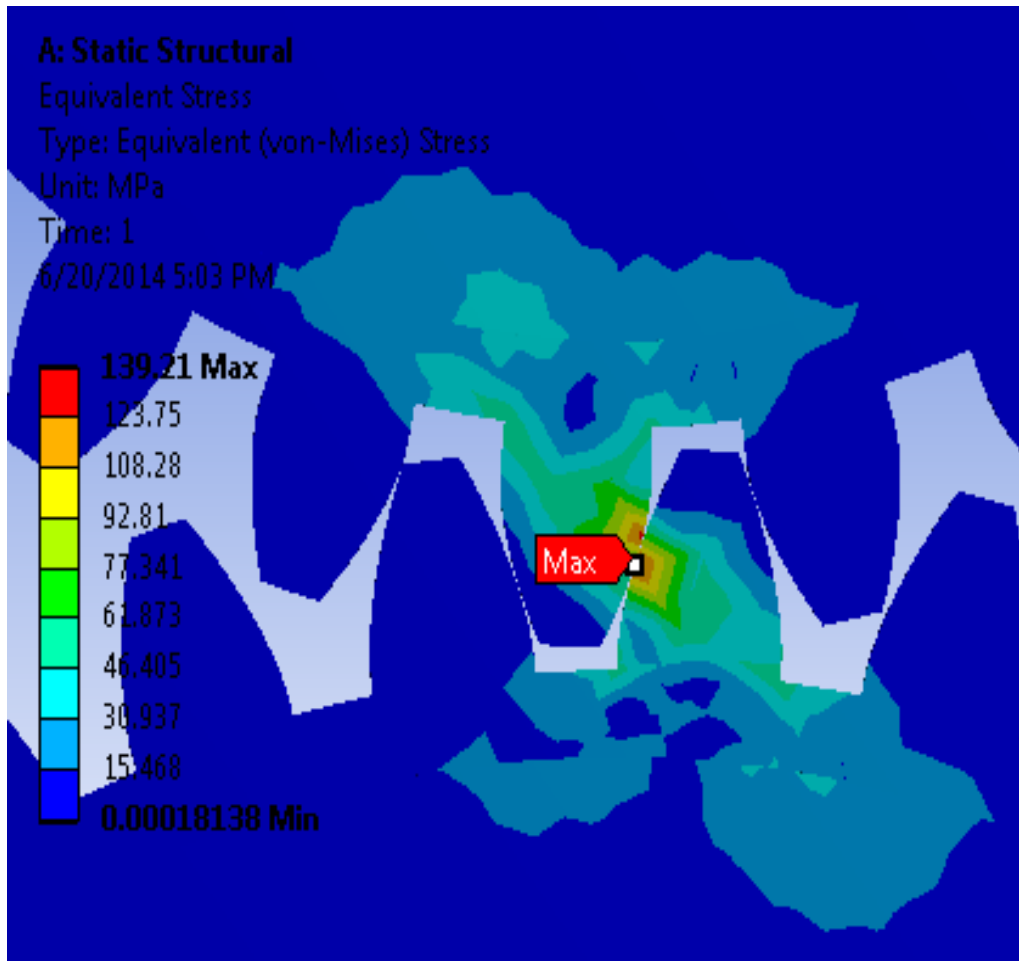 A: Static Structural
Equivalent Stress
Type: Equivalent (von-Mises) Stress
Unit: MPa
Time: 1
6/20/2014 5:03 PM
139.21 Max
123.75
108.28
92.81
77.341
61.873
46.405
30.937
15.468
0.00018138 Min
Max